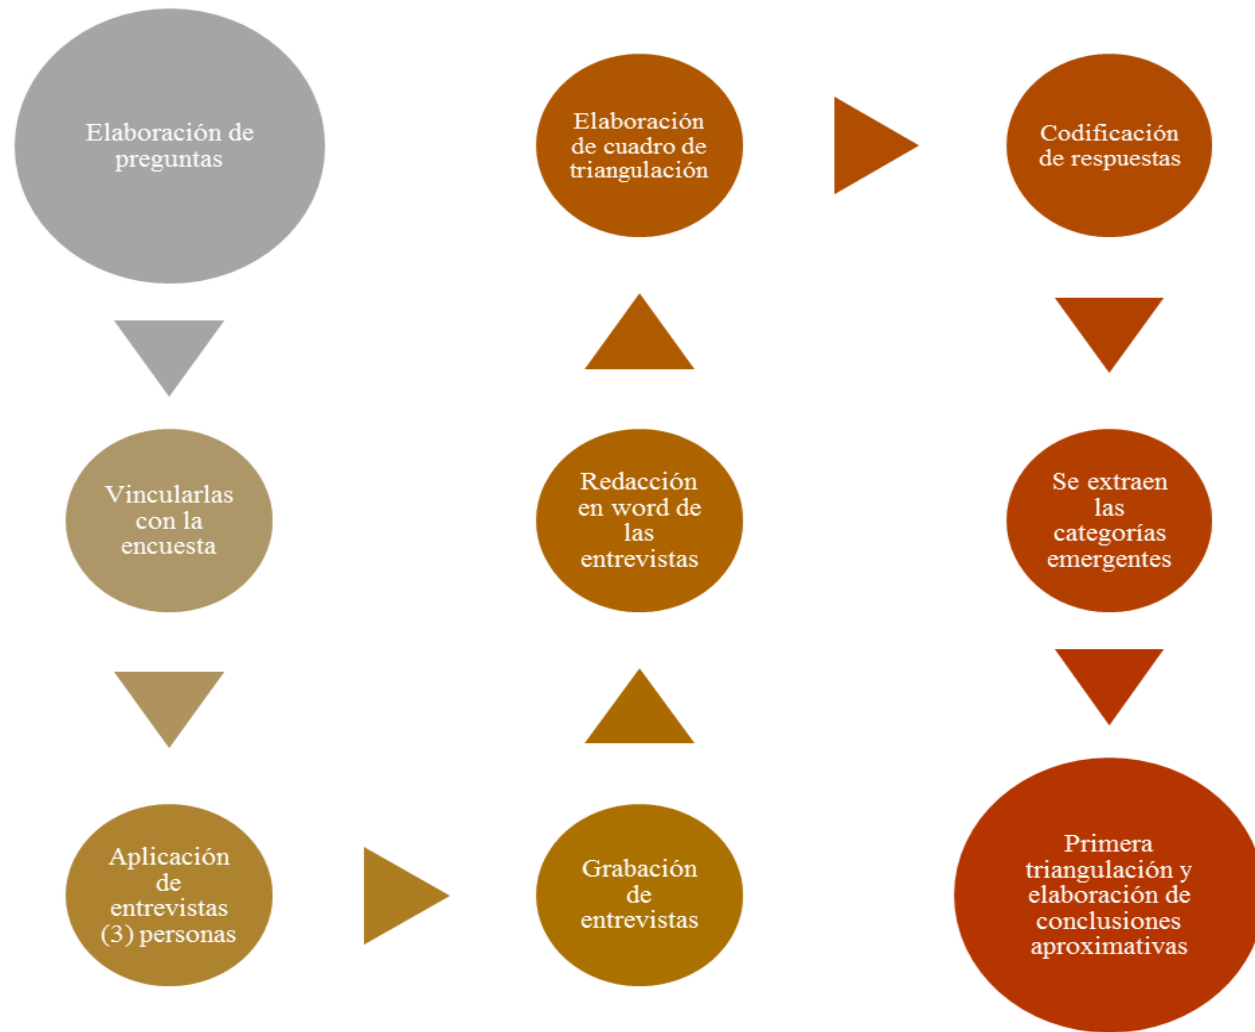 Elaboración de
preguntas
Vincularlas
con la
encuesta
Aplicación
de
entrevistas
(3) personas
Grabación
de
entrevistas
Redacción
en word de
las
entrevistas
Elaboración
de cuadro de
triangulación
Codificación
de respuestas
Se extraen
las
categorías
emergentes
Primera
triangulación y
elaboración de
conclusiones
aproximativas